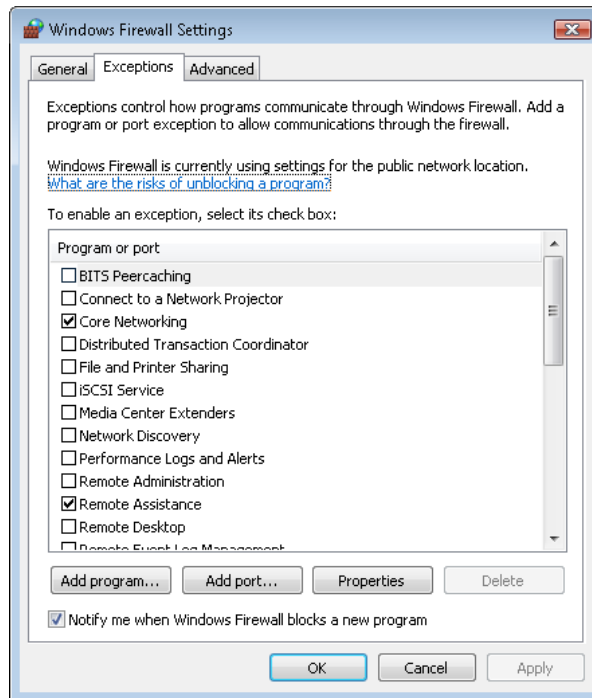 Windows Firewall Settings
General Exceptions Advanced
Exceptions control how programs communicate through Windows Firewall. Add a
program or port exception to allow communications through the firewall.
Windows Firewall is currently using settings for the public network location.
What are the risks of unblocking a program?
To enable an exception, select its check box:
Program or port
BITS Peercaching
Connect to a Network Projector
Core Networking
Distributed Transaction Coordinator
File and Printer Sharing
iSCSI Service
Media Center Extenders
Network Discovery
Performance Logs and Alerts
Remote Administration
Remote Assistance
Remote Desktop
Remote Event Log Management
Add program... Add port... Properties Delete
Notify me when Windows Firewall blocks a new program
OK Cancel Apply